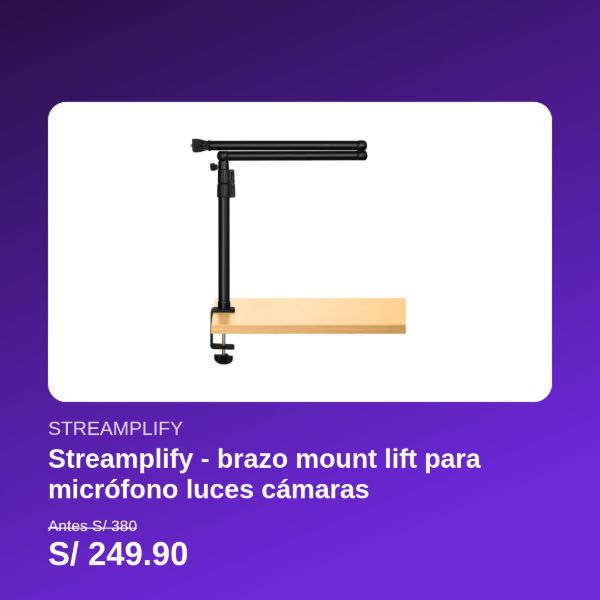 STREAMPLIFY
Streamplify - brazo mount lift para
micrófono luces cámaras
Antes S/ 380
S/ 249.90